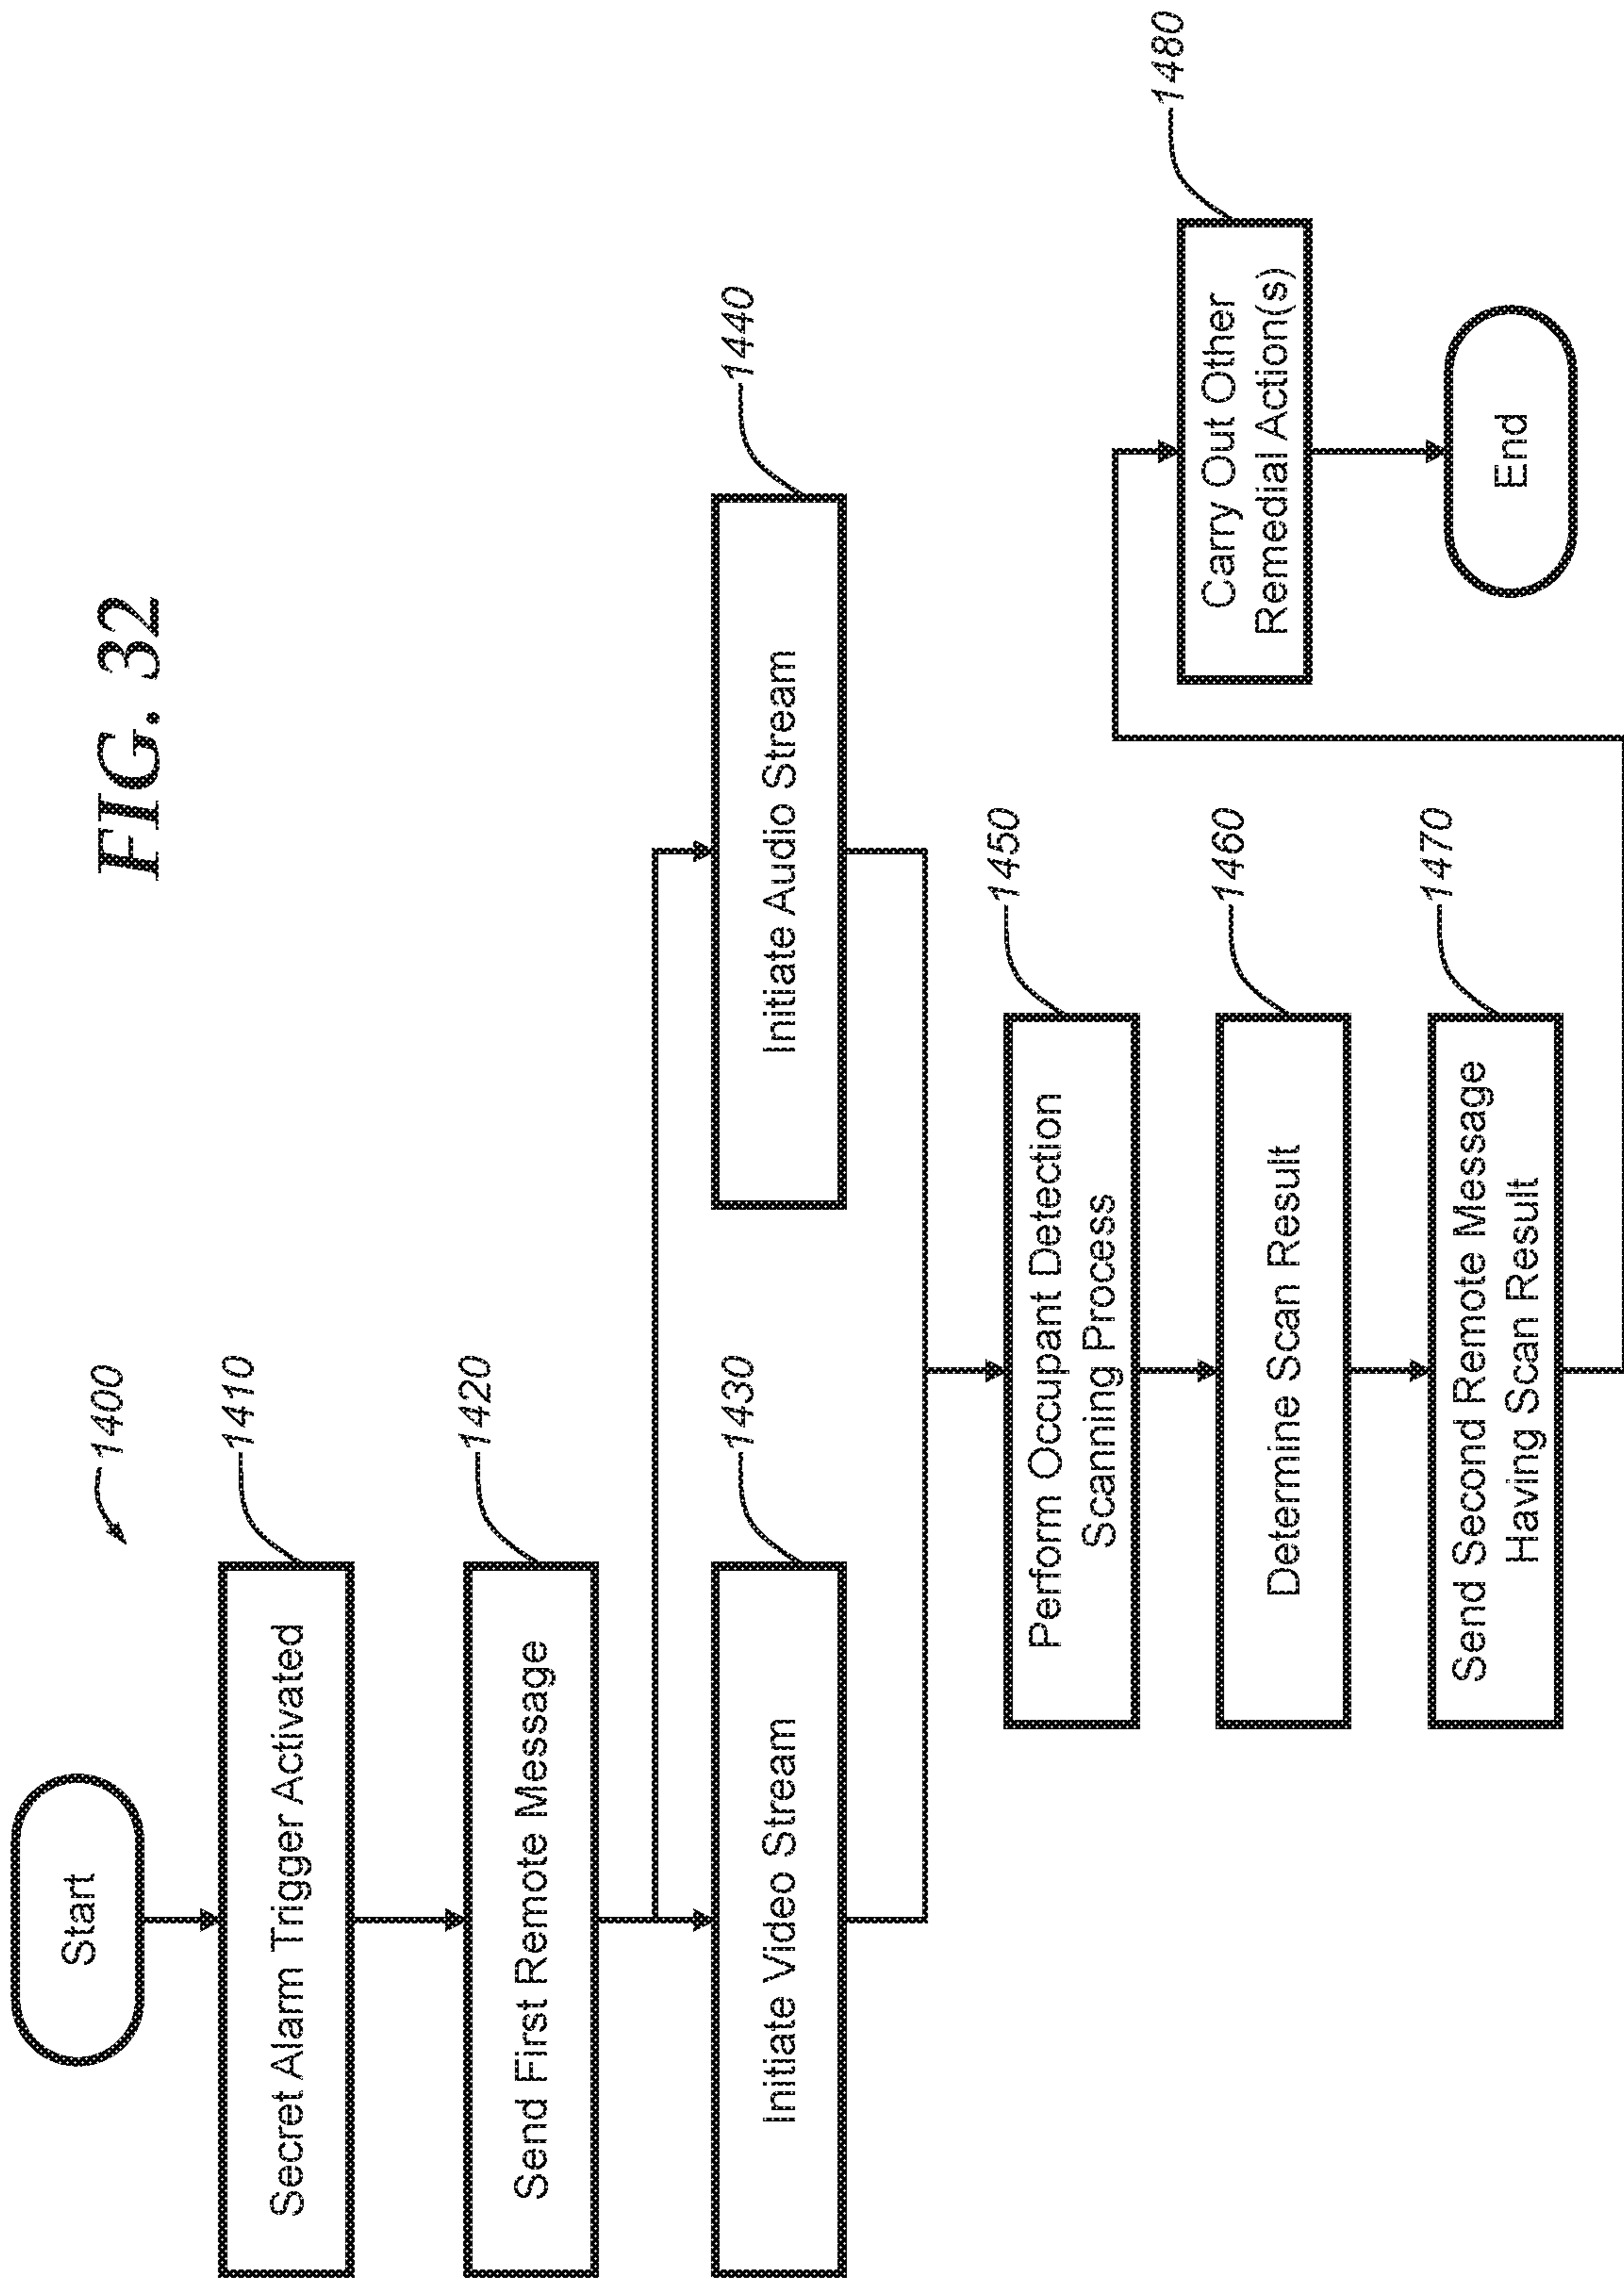 FIG. 32
1400
Start
Secret Alarm Trigger Activated
1410
Send First Remote Message
1420
Initiate Video Stream
1430
Initiate Audio Stream
1440
Perform Occupant Detection
Scanning Process
1450
Determine Scan Result
1460
Send Second Remote Message
Having Scan Result
1470
Carry Out Other
Remedial Action(s)
1480
End